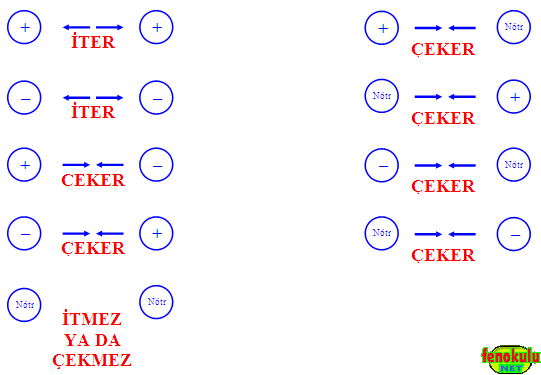 + +
İTER
− −
İTER
+ −
ÇEKER
− +
ÇEKER
Nötr Nötr
İTMEZ
YA DA
ÇEKMEZ
+ Nötr
ÇEKER
Nötr +
ÇEKER
− Nötr
ÇEKER
Nötr −
ÇEKER
fenokulu
NET